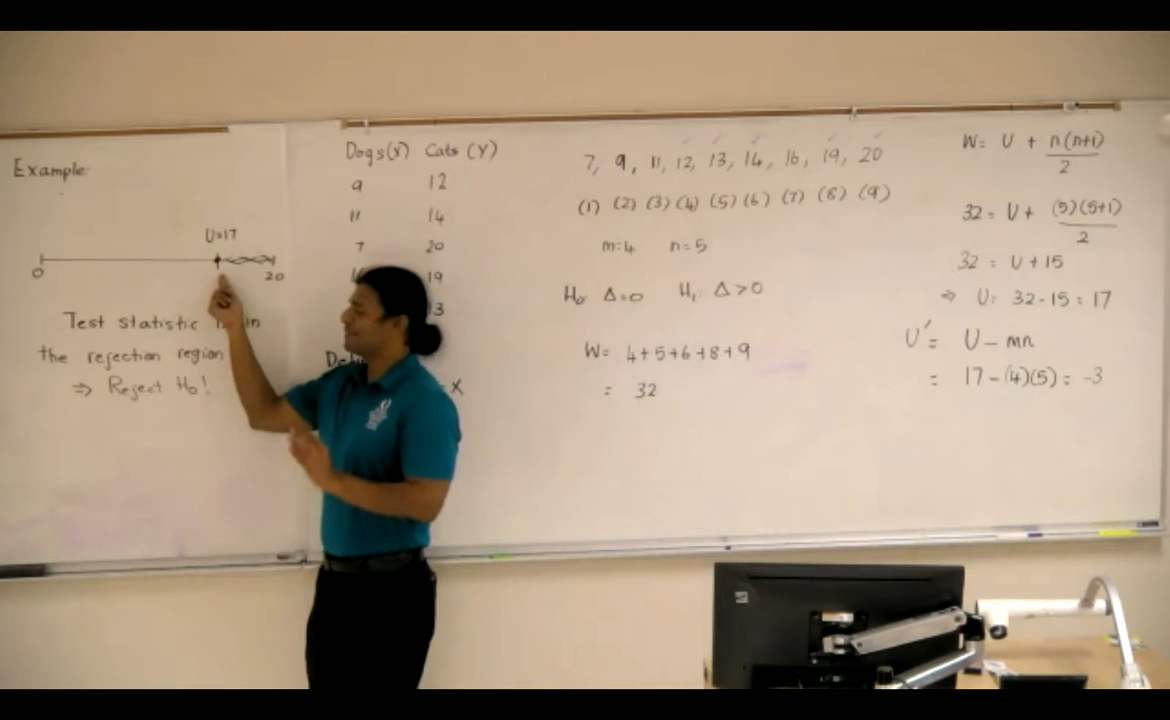 Example:
U=17
0
20
Test statistic in
the rejection region
⇒ Reject H₀!
Dogs(X) Cats (Y)
9 12
11 14
7 20
19
13
X
7, 9, 11, 12, 13, 14, 16, 19, 20
(1) (2) (3) (4) (5) (6) (7) (8) (9)
m=4 n=5
H₀: Δ=0 H₁: Δ>0
W= 4+5+6+8+9
= 32
W= U + n(n+1)/2
32 = U+ (5)(5+1)/2
32 = U+15
⇒ U= 32-15=17
U′= U-mn
= 17-(4)(5)= -3